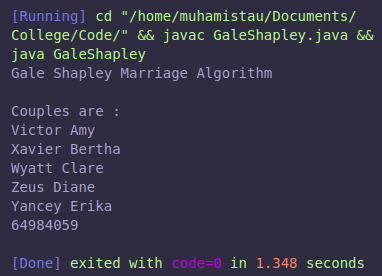 [Running] cd "/home/muhamistau/Documents/
College/Code/" && javac GaleShapley.java &&
java GaleShapley
Gale Shapley Marriage Algorithm

Couples are :
Victor Amy
Xavier Bertha
Wyatt Clare
Zeus Diane
Yancey Erika
64984059

[Done] exited with code=0 in 1.348 seconds